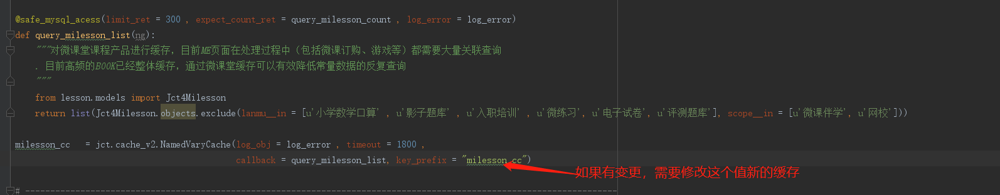 @safe_mysql_acess(limit_ret = 300 , expect_count_ret = query_milesson_count , log_error = log_error)
def query_milesson_list(ng):
"""对微课堂课程产品进行缓存，目前ME页面在处理过程中（包括微课订购、游戏等）都需要大量关联查询
. 目前高频的BOOK已经整体缓存，通过微课堂缓存可以有效降低常量数据的反复查询
"""
from lesson.models import Jct4Milesson
return list(Jct4Milesson.objects.exclude(lanmu__in = [u'小学数学口算' , u'影子题库' , u'入职培训' , u'微练习', u'电子试卷', u'评测题库'], scope__in = [u'微课伴学', u'网校']))
milesson_cc = jct.cache_v2.NamedVaryCache(log_obj = log_error , timeout = 1800 ,
callback = query_milesson_list, key_prefix = "milesson_cc")
如果有变更，需要修改这个值新的缓存
# ----------------------------------------------------------------------------------------------------------------------